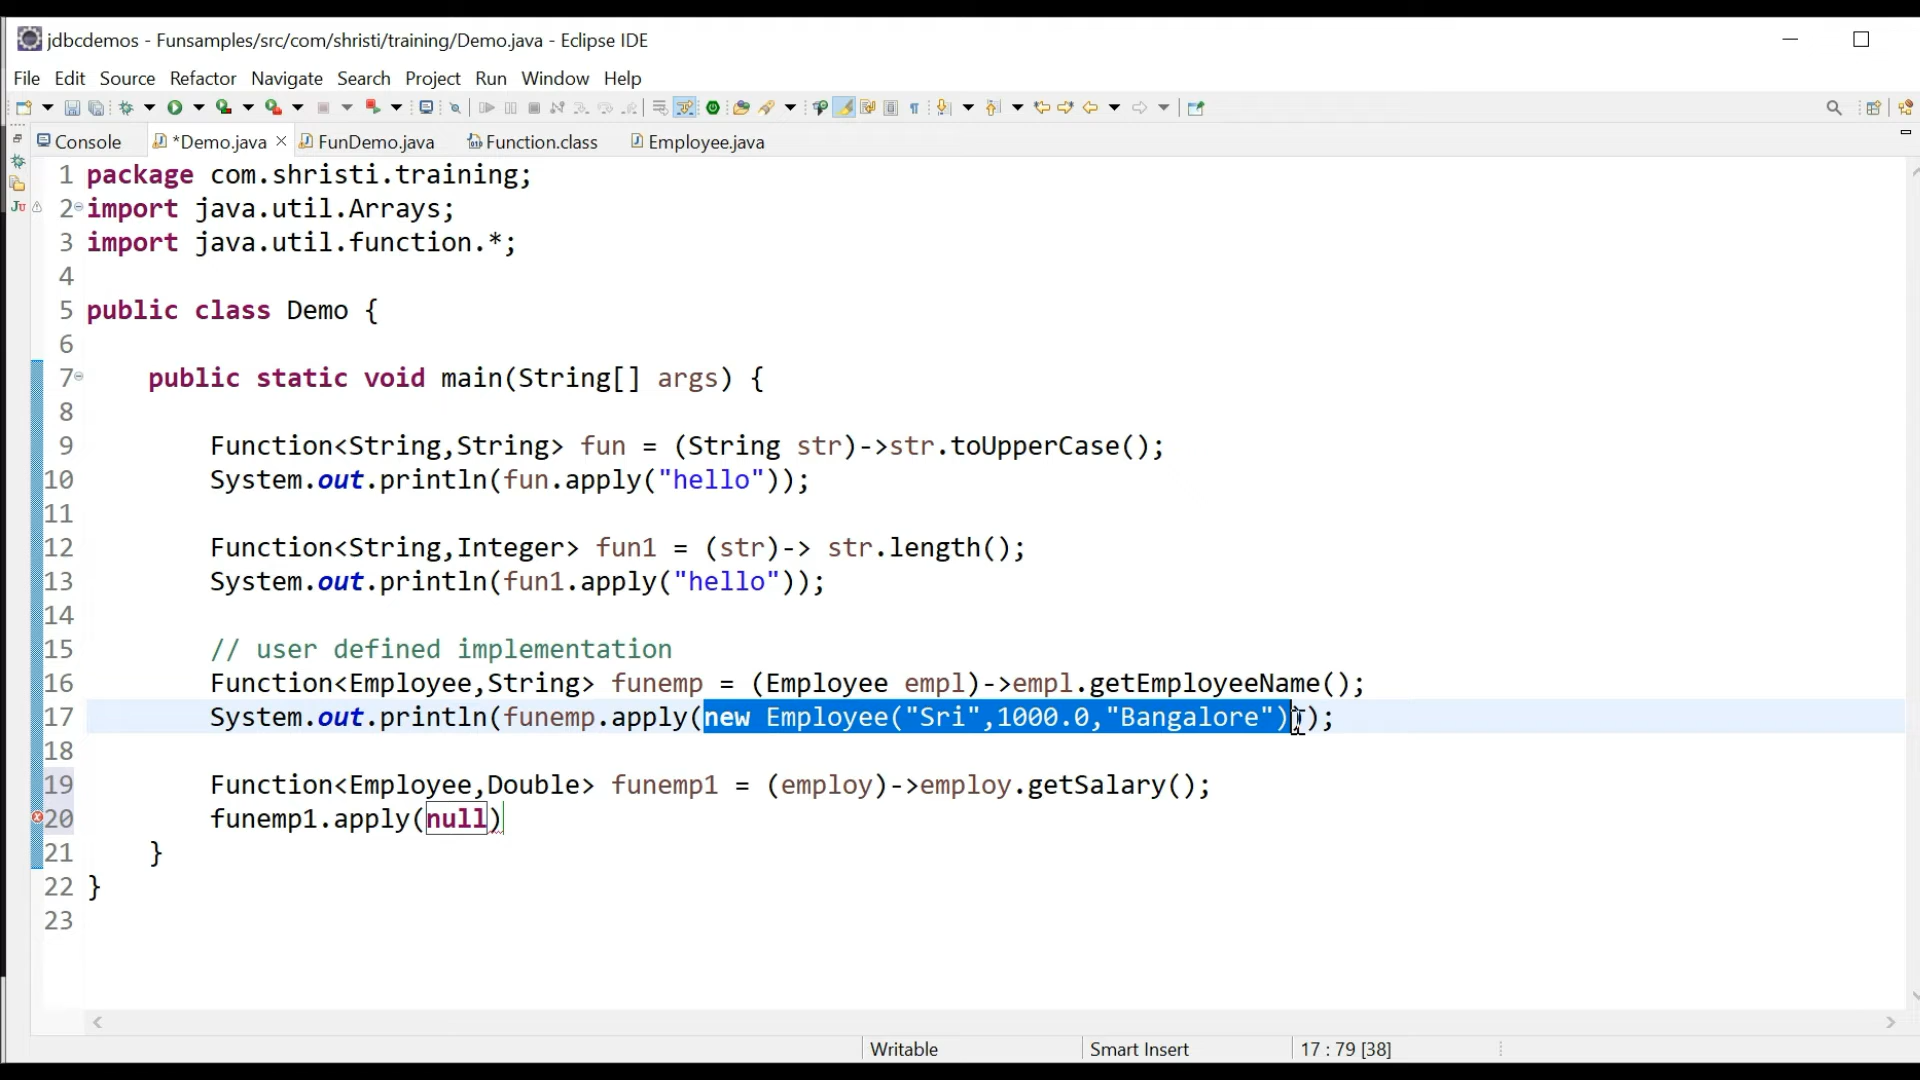 jdbcdemos - Funsamples/src/com/shristi/training/Demo.java - Eclipse IDE
File Edit Source Refactor Navigate Search Project Run Window Help
Console *Demo.java FunDemo.java Function.class Employee.java
1 package com.shristi.training;
2 import java.util.Arrays;
3 import java.util.function.*;
4
5 public class Demo {
6
7 public static void main(String[] args) {
8
9 Function<String,String> fun = (String str)->str.toUpperCase();
10 System.out.println(fun.apply("hello"));
11
12 Function<String,Integer> fun1 = (str)-> str.length();
13 System.out.println(fun1.apply("hello"));
14
15 // user defined implementation
16 Function<Employee,String> funemp = (Employee empl)->empl.getEmployeeName();
17 System.out.println(funemp.apply(new Employee("Sri",1000.0,"Bangalore")));
18
19 Function<Employee,Double> funemp1 = (employ)->employ.getSalary();
20 funemp1.apply(null)
21 }
22 }
23
Writable Smart Insert 17 : 79 [38]